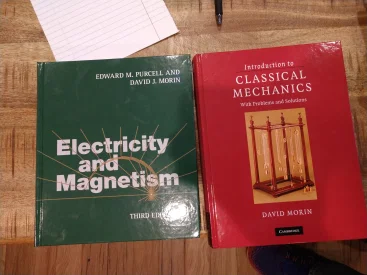 EDWARD M. PURCELL AND
DAVID J. MORIN
Electricity
and
Magnetism
THIRD
Introduction to
CLASSICAL
MECHANICS
With Problems and Solutions
DAVID MORIN
CAMBRIDGE